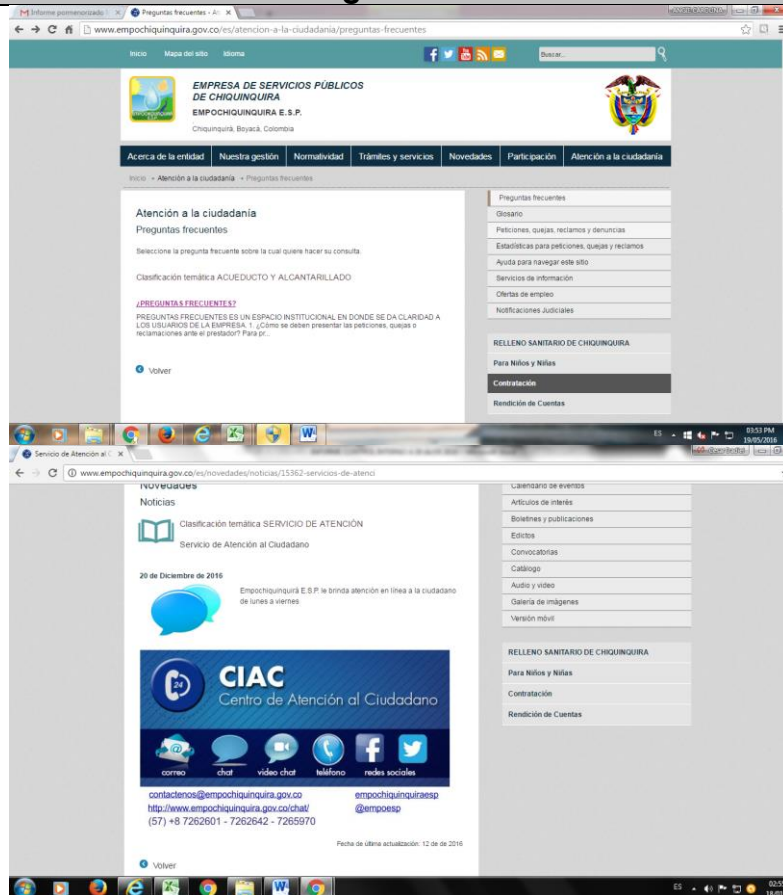 Informe pormenorizado
Preguntas frecuentes - At
www.empochiquinquira.gov.co/es/atencion-a-la-ciudadania/preguntas-frecuentes
Inicio Mapa del sitio Idioma
Buscar...
EMPRESA DE SERVICIOS PÚBLICOS
DE CHIQUINQUIRA
EMPOCHIQUINQUIRA E.S.P.
Chiquinquirá, Boyacá, Colombia
Acerca de la entidad Nuestra gestión Normatividad Trámites y servicios Novedades Participación Atención a la ciudadanía
Inicio Atención a la ciudadanía Preguntas frecuentes
Atención a la ciudadanía
Preguntas frecuentes
Seleccione la pregunta frecuente sobre la cual quiere hacer su consulta.
Clasificación temática ACUEDUCTO Y ALCANTARILLADO
¿PREGUNTAS FRECUENTES?
PREGUNTAS FRECUENTES ES UN ESPACIO INSTITUCIONAL EN DONDE SE DA CLARIDAD A
LOS USUARIOS DE LA EMPRESA. 1. ¿Cómo se deben presentar las peticiones, quejas o
reclamaciones ante el prestador? Para pr...
Volver
Preguntas frecuentes
Glosario
Peticiones, quejas, reclamos y denuncias
Estadísticas para peticiones, quejas y reclamos
Ayuda para navegar este sitio
Servicios de información
Ofertas de empleo
Notificaciones Judiciales
RELLENO SANITARIO DE CHIQUINQUIRA
Para Niños y Niñas
Contratación
Rendición de Cuentas
ES
03:53 PM
19/05/2016
Servicio de Atención al C
www.empochiquinquira.gov.co/es/novedades/noticias/15362-servicios-de-atenci
Novedades
Noticias
Clasificación temática SERVICIO DE ATENCIÓN
Servicio de Atención al Ciudadano
20 de Diciembre de 2016
Empochiquinquirá E.S.P. le brinda atención en línea a la ciudadano
de lunes a viernes
24
CIAC
Centro de Atención al Ciudadano
correo chat video chat teléfono redes sociales
contactenos@empochiquinquira.gov.co empochiquinquiraesp
http://www.empochiquinquira.gov.co/chat/ @empoesp
(57) +8 7262601 - 7262642 - 7265970
Fecha de última actualización: 12 de de 2016
Volver
Calendario de eventos
Artículos de interés
Boletines y publicaciones
Edictos
Convocatorias
Catálogo
Audio y video
Galería de imágenes
Versión móvil
RELLENO SANITARIO DE CHIQUINQUIRA
Para Niños y Niñas
Contratación
Rendición de Cuentas
ES